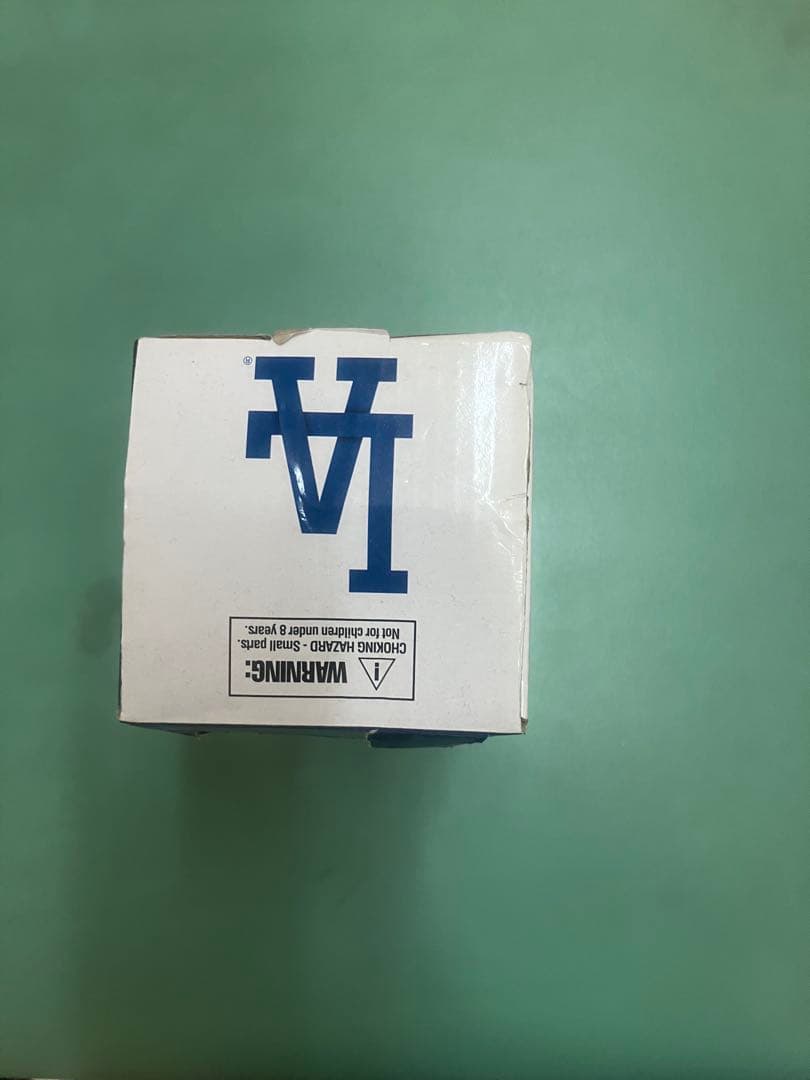 WARNING:
CHOKING HAZARD - Small parts.
Not for children under 8 years.
LA
®